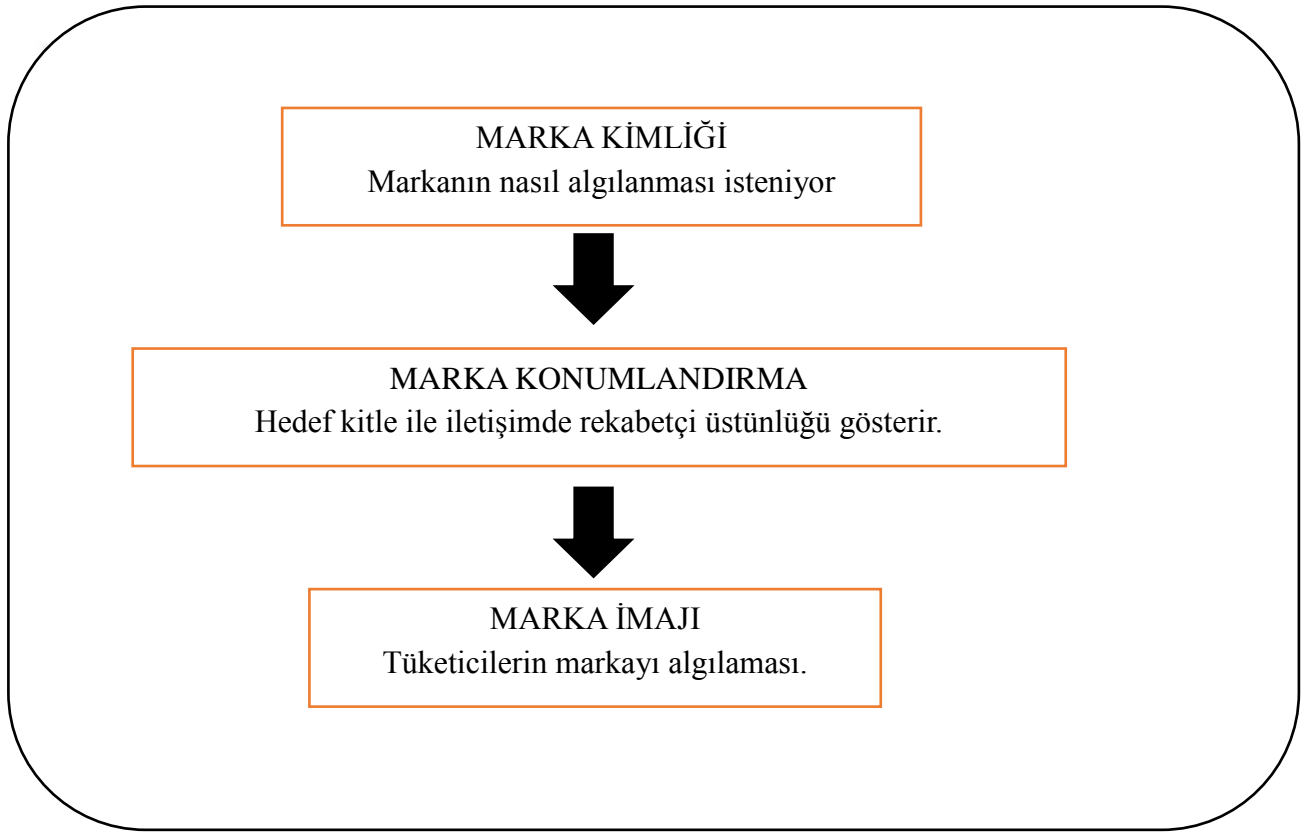 MARKA KİMLİĞİ
Markanın nasıl algılanması isteniyor
MARKA KONUMLANDIRMA
Hedef kitle ile iletişimde rekabetçi üstünlüğü gösterir.
MARKA İMAJI
Tüketicilerin markayı algılaması.